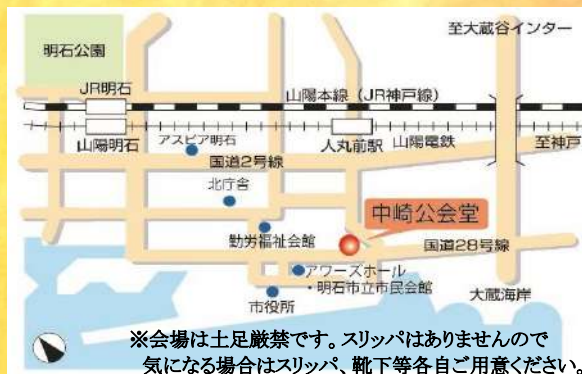 至大蔵谷インター
明石公園
JR明石
山陽本線（JR神戸線）
山陽明石
アスピア明石
人丸前駅
山陽電鉄
至神戸
国道2号線
北庁舎
中崎公会堂
勤労福祉会館
国道28号線
アワーズホール
・明石市立市民会館
市役所
大蔵海岸
※会場は土足厳禁です。スリッパはありませんので
気になる場合はスリッパ、靴下等各自ご用意ください。